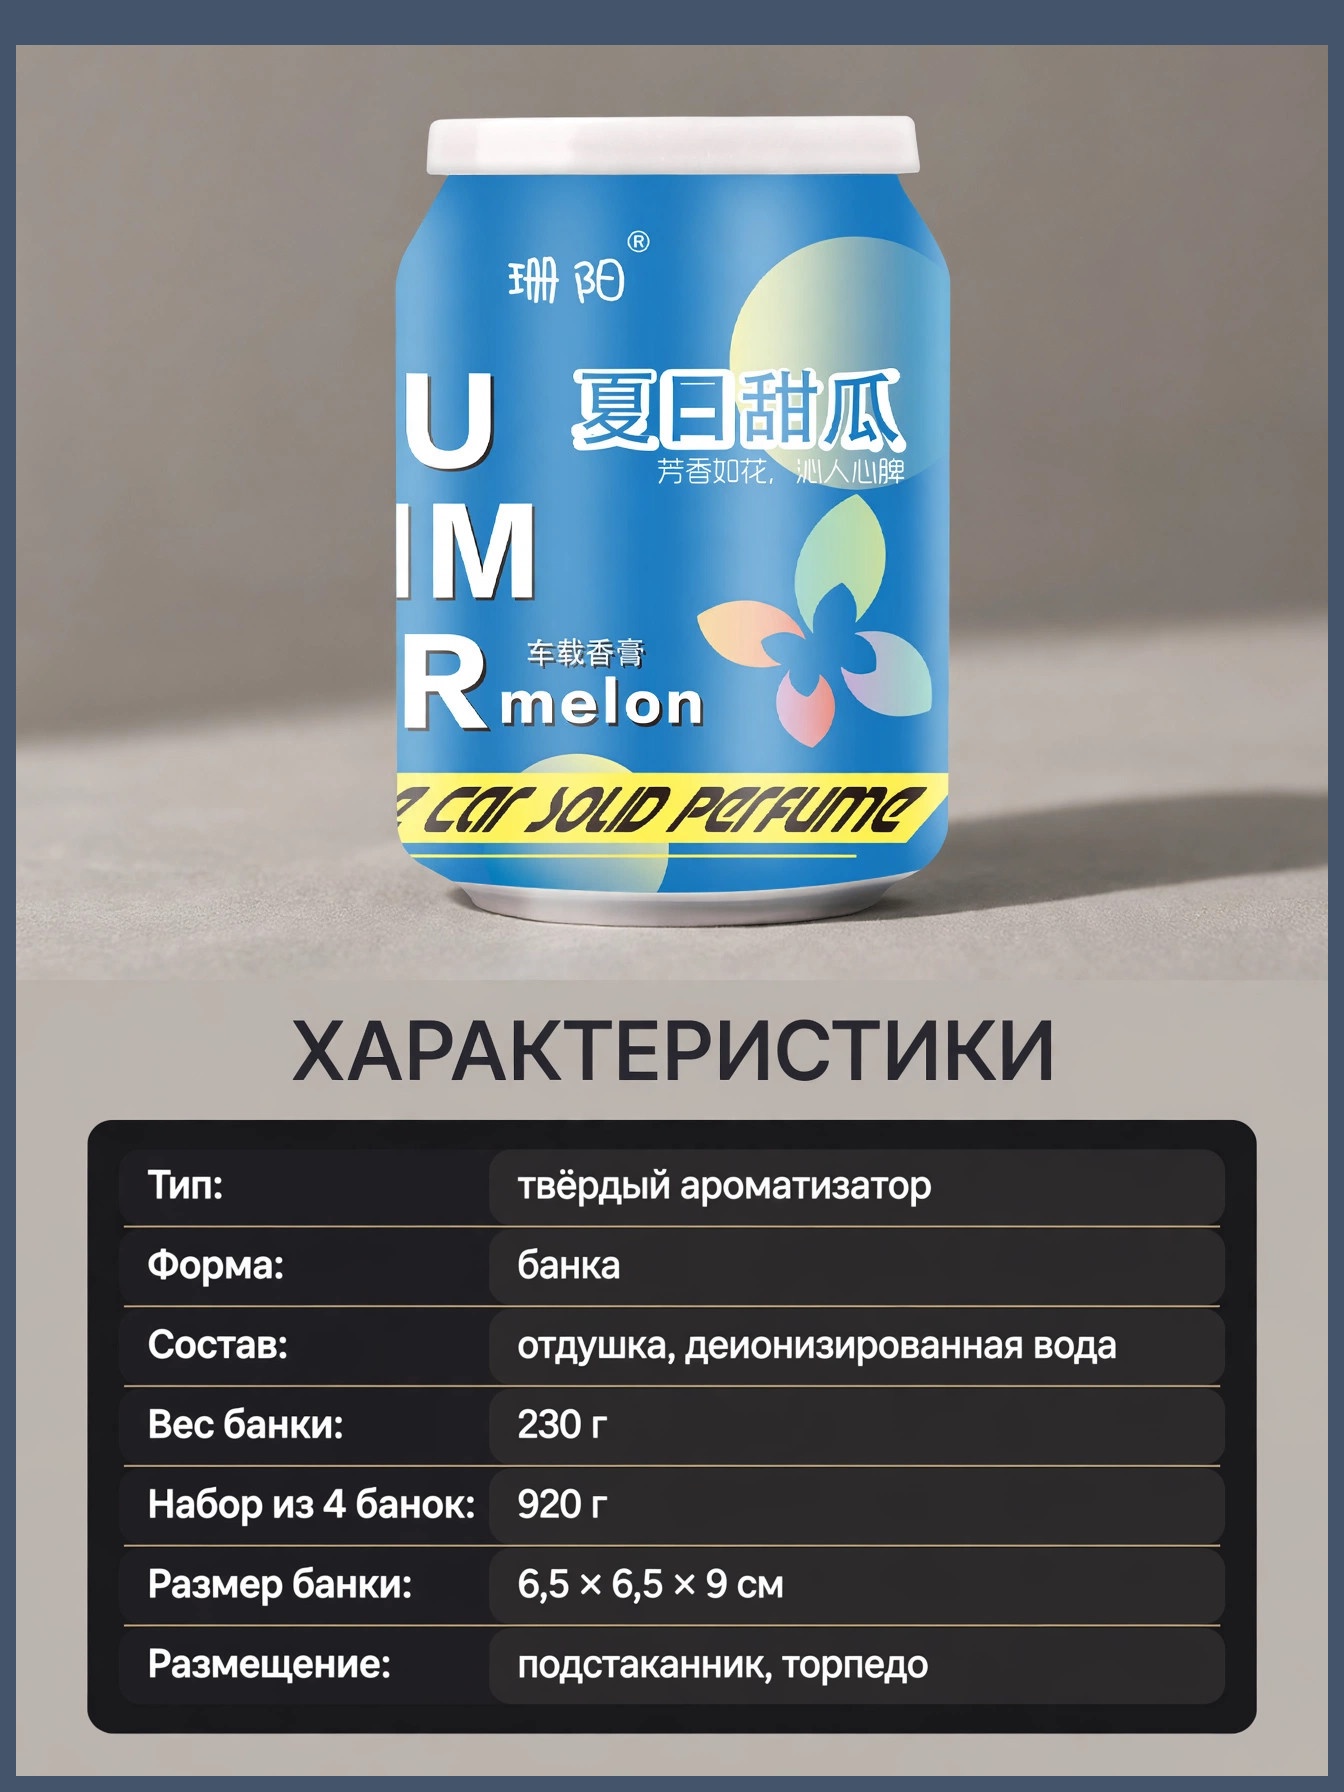 珊阳®
U
夏日甜瓜
芳香如花, 沁人心脾
IM
车载香膏
R melon
e car solid perfume
ХАРАКТЕРИСТИКИ
Тип: твёрдый ароматизатор
Форма: банка
Состав: отдушка, деионизированная вода
Вес банки: 230 г
Набор из 4 банок: 920 г
Размер банки: 6,5 × 6,5 × 9 см
Размещение: подстаканник, торпедо